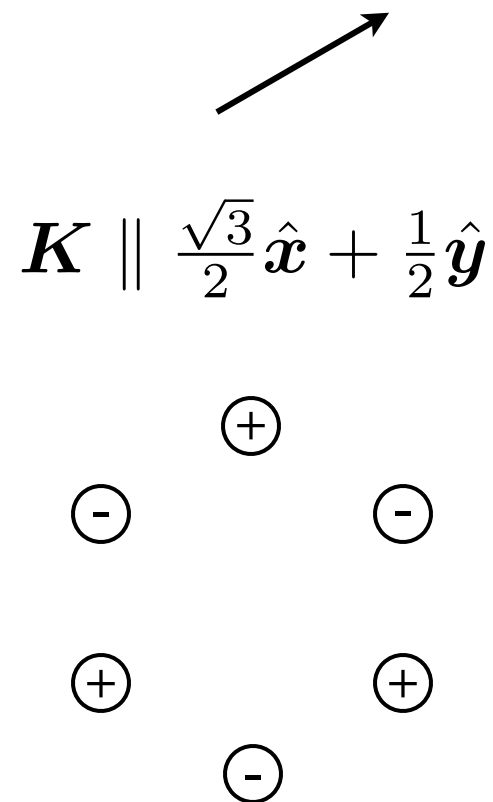 K ∥ √3/2 x̂ + 1/2 ŷ
+
- -
+ +
-